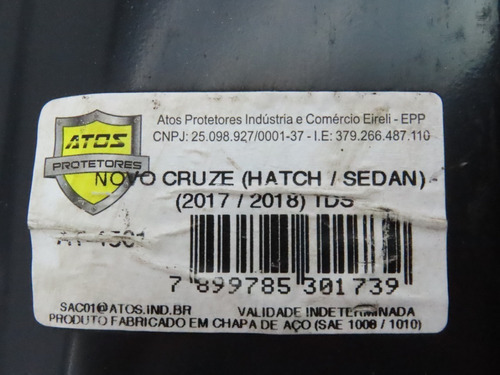 ATOS
PROTETORES
Atos Protetores Indústria e Comércio Eireli - EPP
CNPJ: 25.098.927/0001-37 - I.E: 379.266.487.110
NOVO CRUZE (HATCH / SEDAN) -
(2017 / 2018) TDS
7 899785 301739
SAC01@ATOS.IND.BR
VALIDADE INDETERMINADA
PRODUTO FABRICADO EM CHAPA DE AÇO (SAE 1008 / 1010)